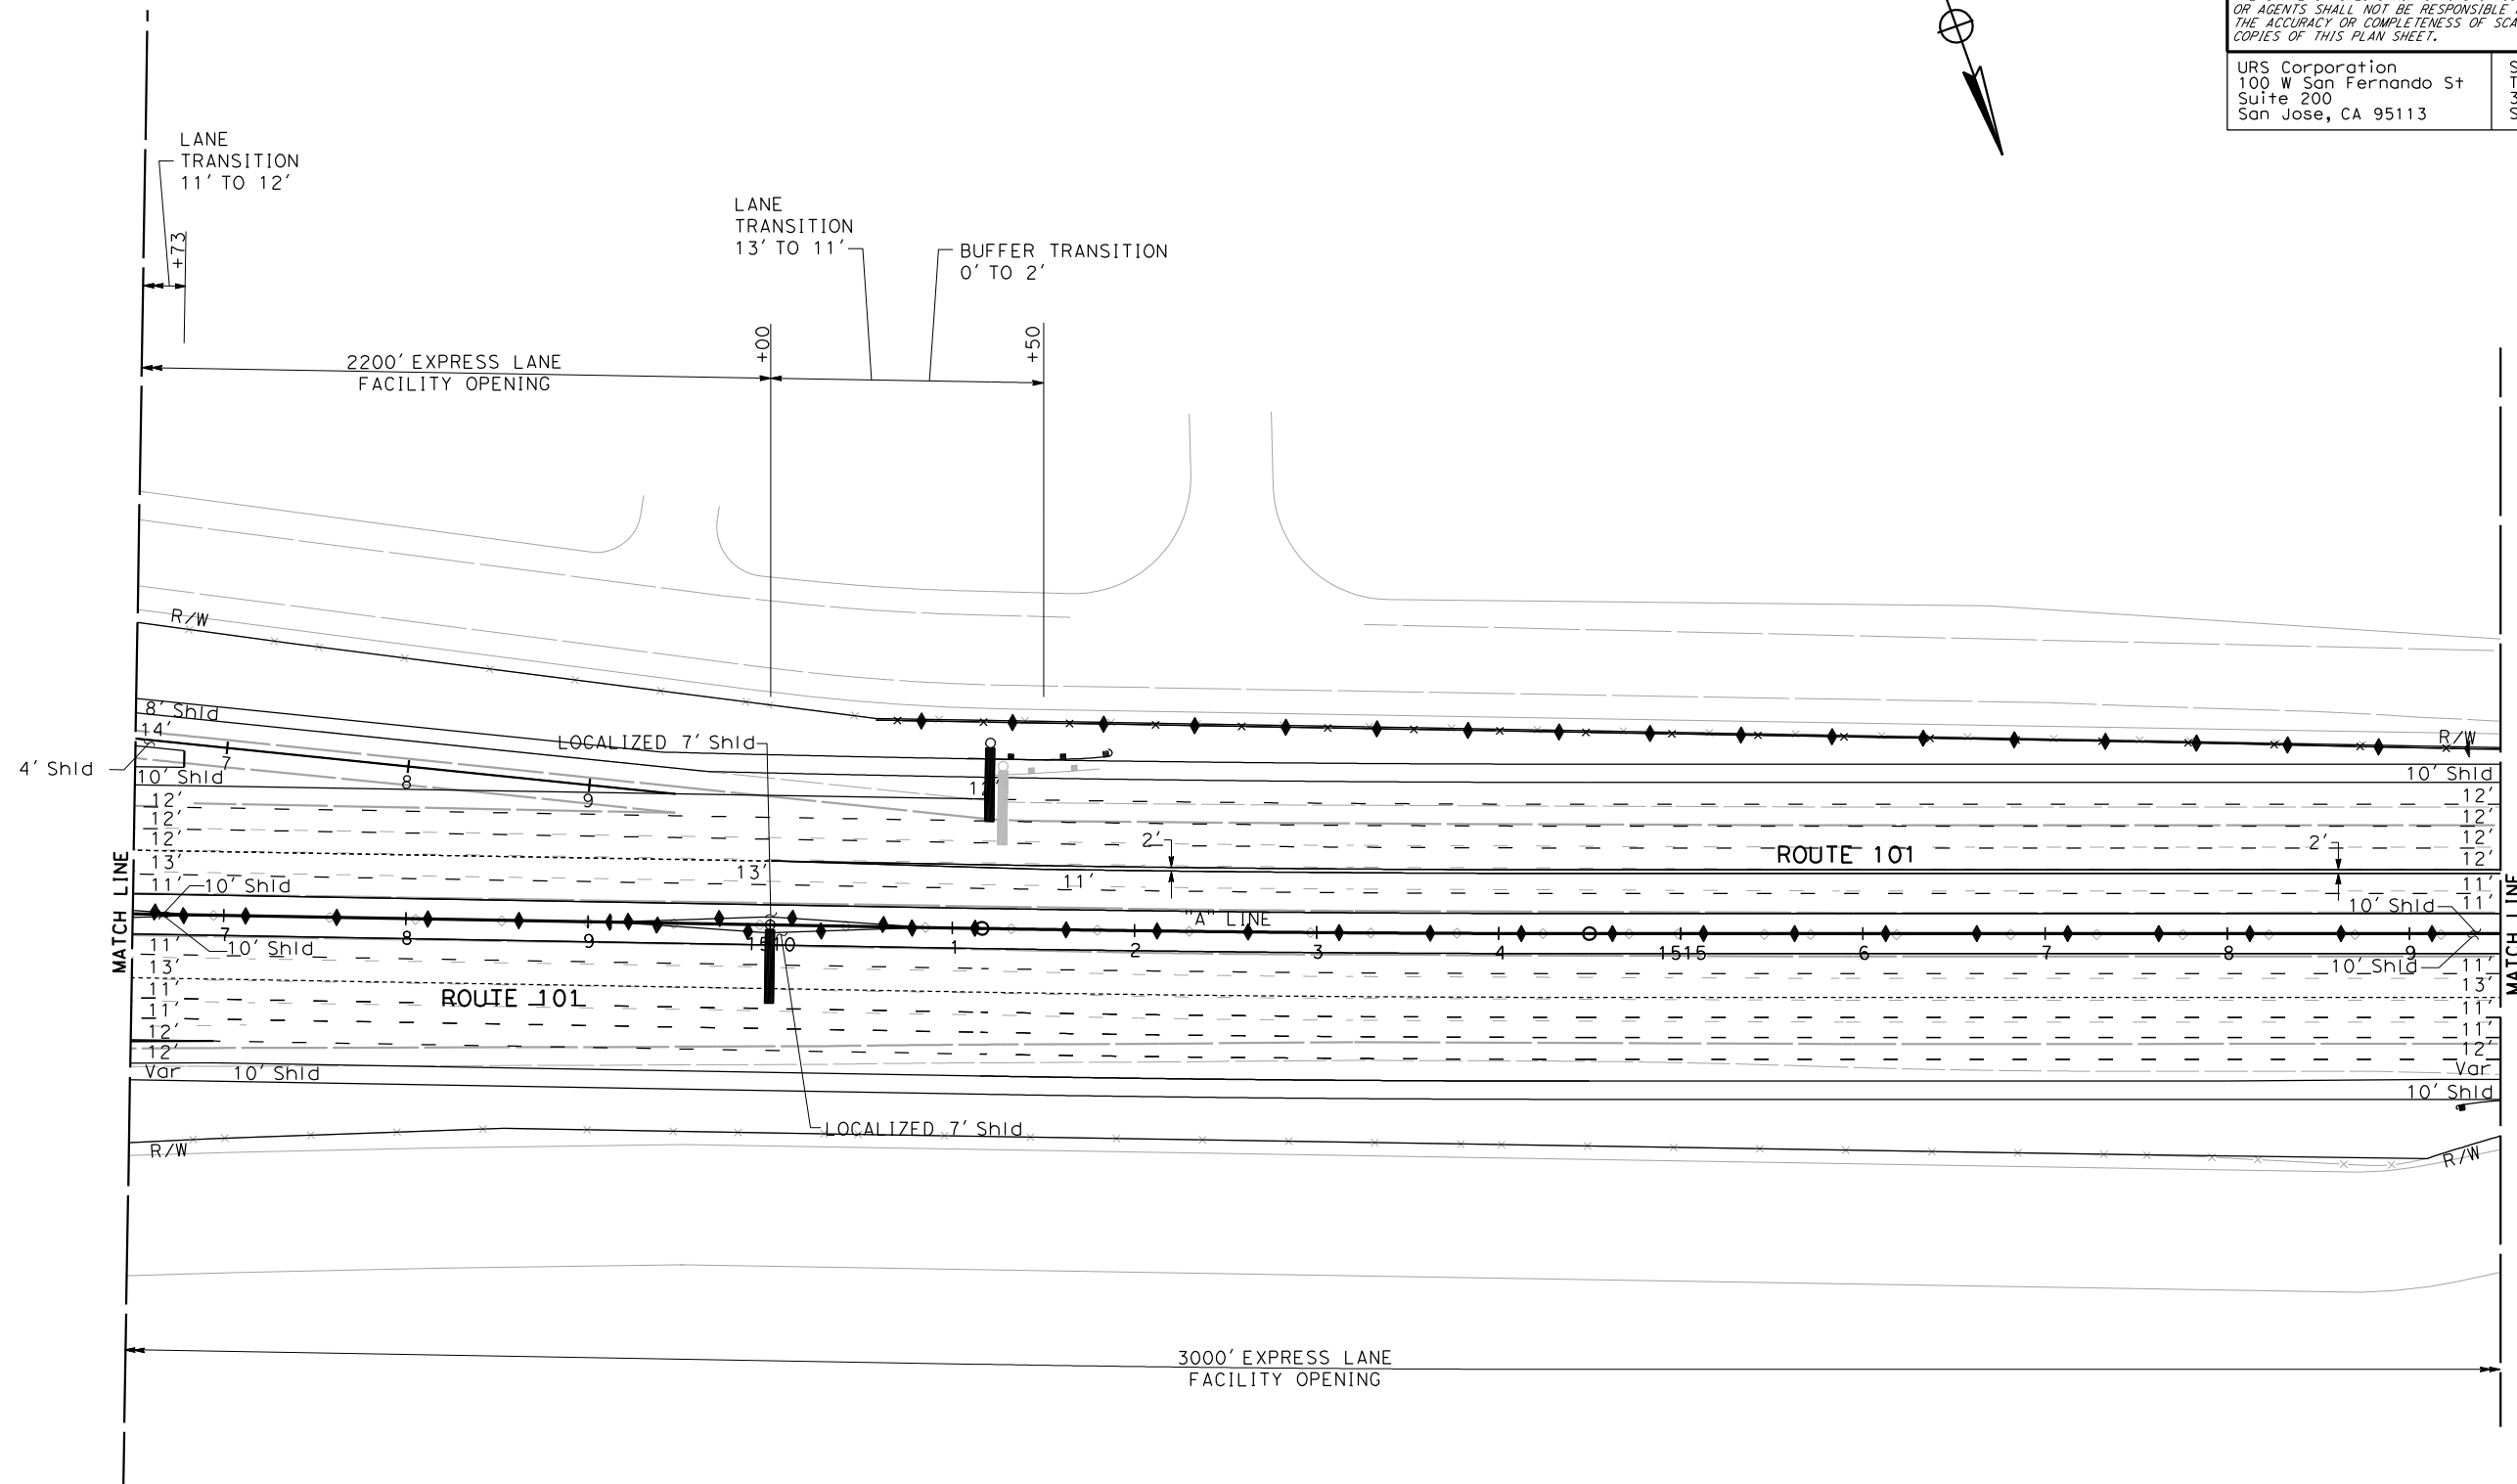 OR AGENTS SHALL NOT BE RESPONSIBLE
THE ACCURACY OR COMPLETENESS OF
COPIES OF THIS PLAN SHEET.
URS Corporation
100 W San Fernando St
Suite 200
San Jose, CA 95113
LANE
TRANSITION
11' TO 12'
+73
LANE
TRANSITION
13' TO 11'
BUFFER TRANSITION
0' TO 2'
+00
+50
2200' EXPRESS LANE
FACILITY OPENING
R/W
8' Shld
14'
4' Shld
10' Shld
7
8
9
LOCALIZED 7' Shld
12'
R/W
10' Shld
12'
12'
12'
13'
11'
10' Shld
12'
12'
12'
12'
11'
11'
2'
2'
ROUTE 101
13'
11'
10' Shld
"A" LINE
MATCH LINE
MATCH LINE
7
8
9
1510
1
2
3
4
1515
6
7
8
9
10' Shld
10' Shld
11'
13'
11'
11'
12'
12'
Var
10' Shld
ROUTE 101
11'
13'
11'
11'
12'
Var
10' Shld
LOCALIZED 7' Shld
R/W
R/W
3000' EXPRESS LANE
FACILITY OPENING